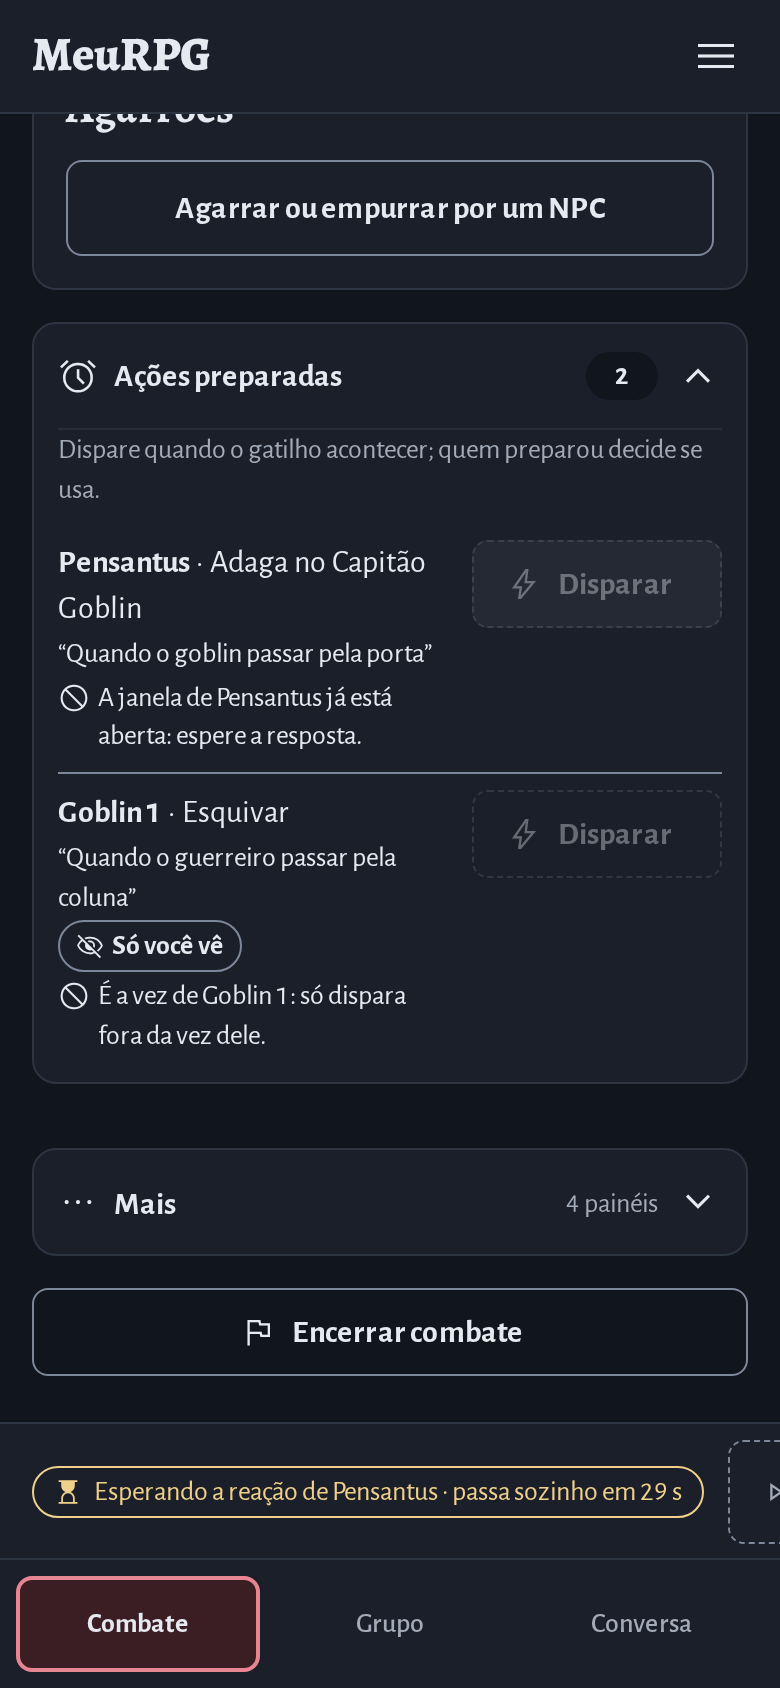 MeuRPG
Agarrões
Agarrar ou empurrar por um NPC
Ações preparadas
2
Dispare quando o gatilho acontecer; quem preparou decide se
usa.
Pensantus · Adaga no Capitão
Goblin
Disparar
“Quando o goblin passar pela porta”
A janela de Pensantus já está
aberta: espere a resposta.
Goblin 1 · Esquivar
Disparar
“Quando o guerreiro passar pela
coluna”
Só você vê
É a vez de Goblin 1: só dispara
fora da vez dele.
Mais
4 painéis
Encerrar combate
Esperando a reação de Pensantus · passa sozinho em 29 s
Combate
Grupo
Conversa